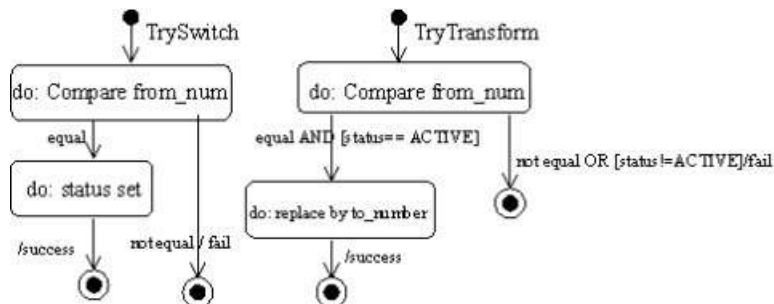 TrySwitch
do: Compare from_num
equal
do: status set
/success
not equal / fail
TryTransform
do: Compare from_num
equal AND [status== ACTIVE]
not equal OR [status!=ACTIVE]/fail
do: replace by to_number
/success